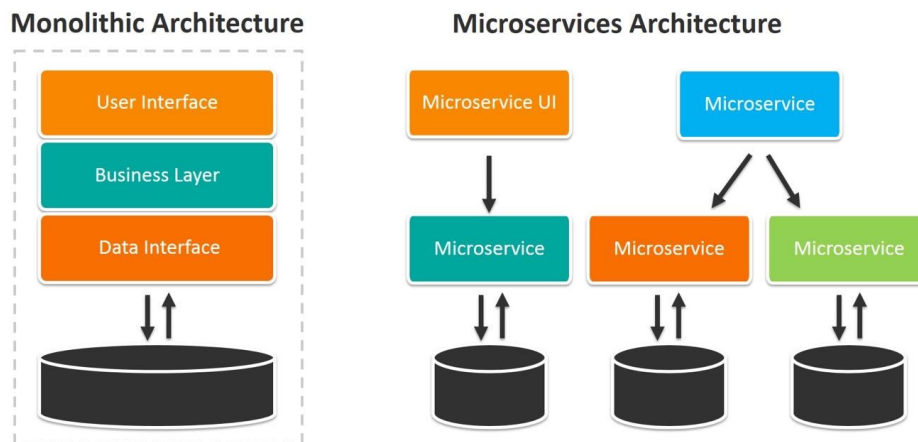 Monolithic Architecture
Microservices Architecture
User Interface
Business Layer
Data Interface
Microservice UI
Microservice
Microservice
Microservice
Microservice